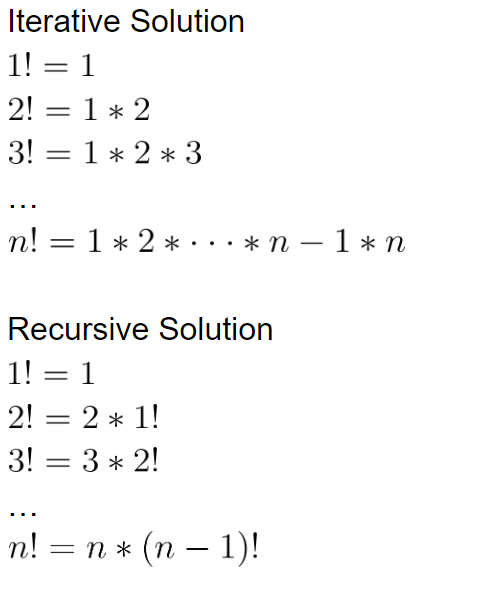 Iterative Solution
1! = 1
2! = 1 * 2
3! = 1 * 2 * 3
...
n! = 1 * 2 * · · · * n − 1 * n
Recursive Solution
1! = 1
2! = 2 * 1!
3! = 3 * 2!
...
n! = n * (n − 1)!